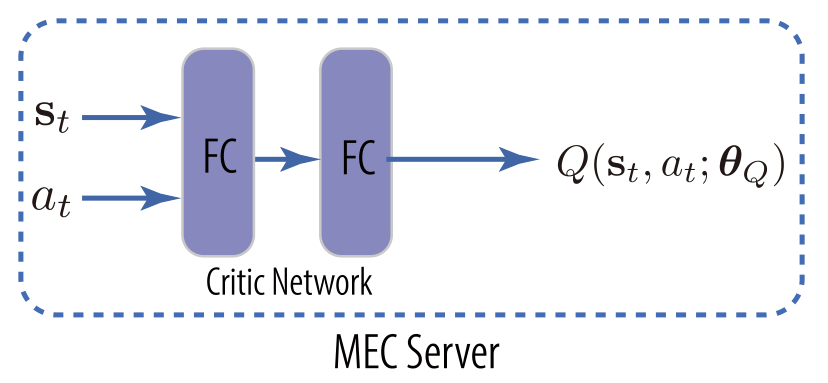 s_t
a_t
FC
FC
Q(s_t, a_t; θ_Q)
Critic Network
MEC Server